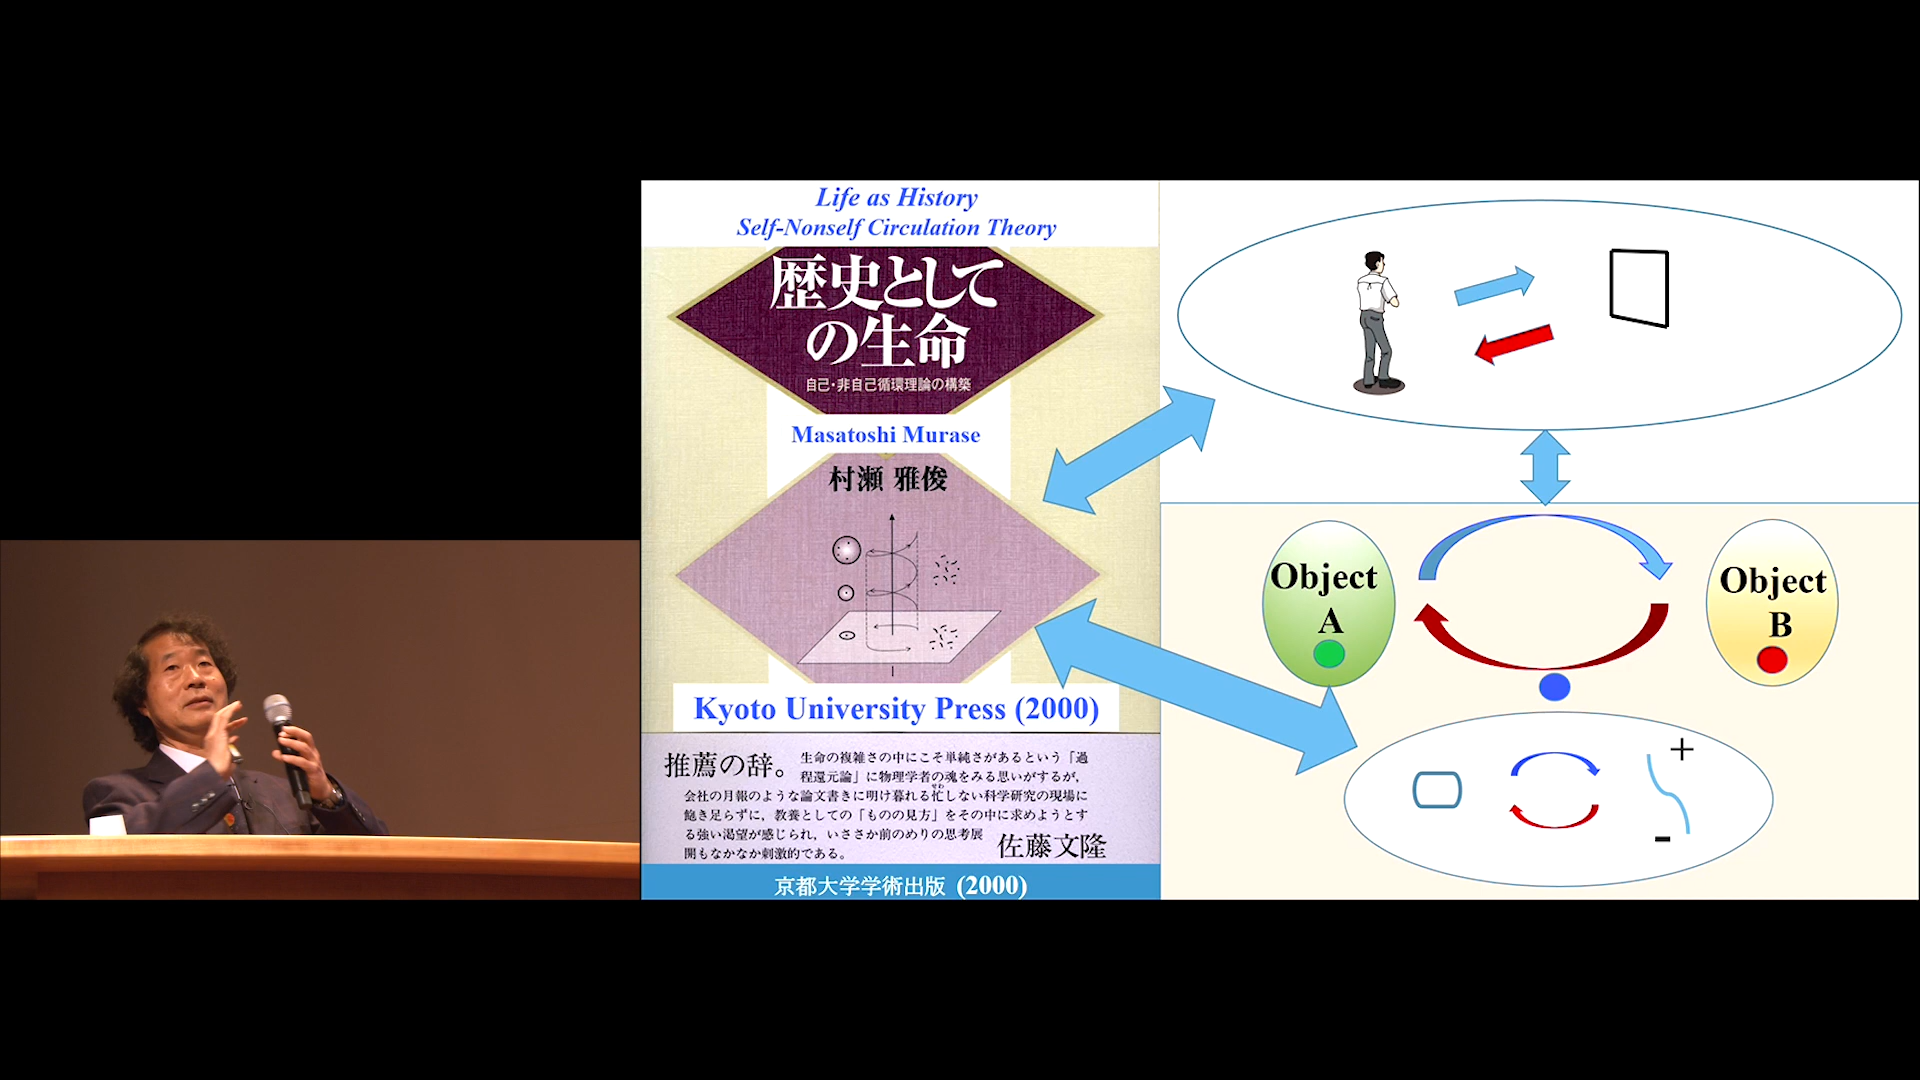 Life as History
Self-Nonself Circulation Theory
歴史として
の生命
自己・非自己循環理論の構築
Masatoshi Murase
村瀬 雅俊
Kyoto University Press (2000)
推薦の辞。
生命の複雑さの中にこそ単純さがあるという「過
程還元論」に物理学者の魂をみる思いがするが,
会社の月報のような論文書きに明け暮れる忙しない科学研究の現場に
せわ
飽き足らずに,教養としての「ものの見方」をその中に求めようとす
る強い渇望が感じられ,いささか前のめりの思考展
開もなかなか刺激的である。
佐藤文隆
京都大学学術出版 (2000)
Object
A
Object
B
+
-